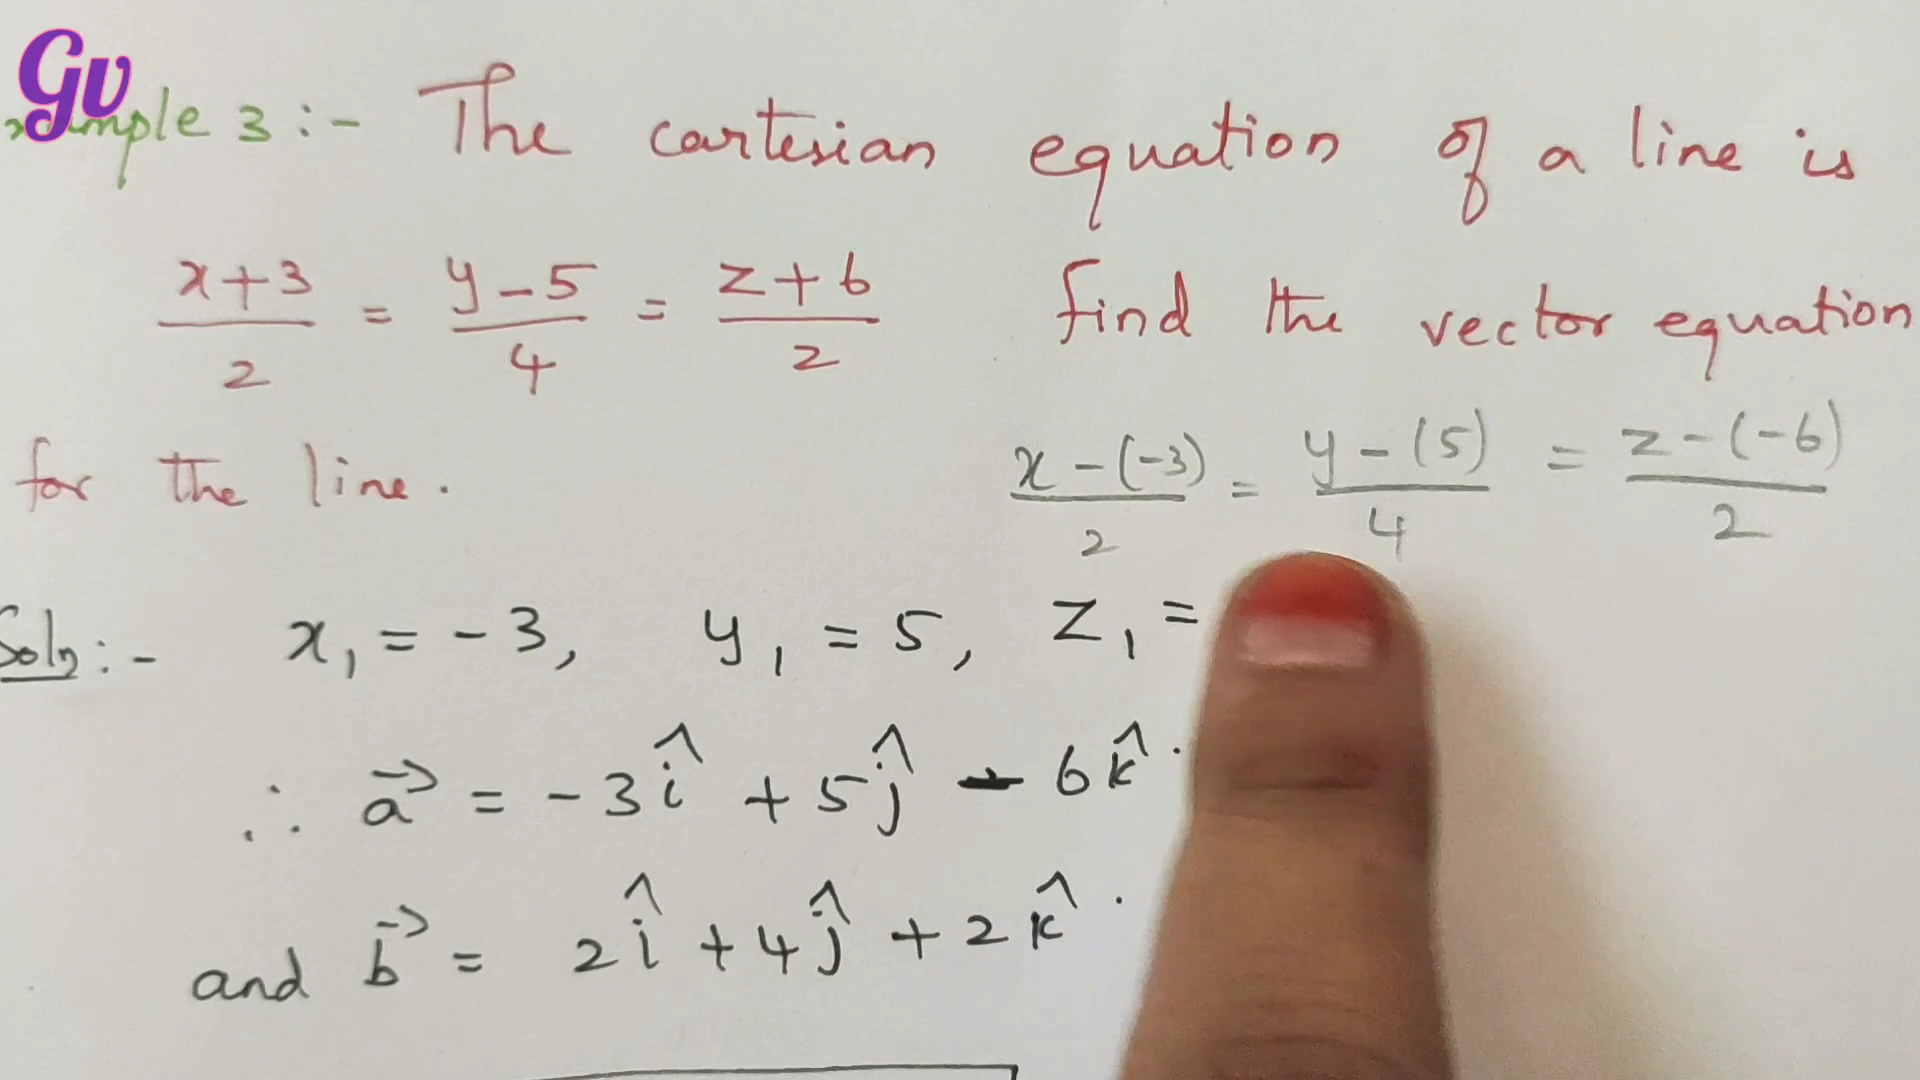 Gv
mple 3 :- The cartesian equation of a line is
x+3/2 = y-5/4 = z+6/2 find the vector equation
for the line.
x-(-3)/2 = y-(5)/4 = z-(-6)/2
Soln:- x₁ = -3, y₁ = 5, z₁ =
∴ a⃗ = -3î + 5ĵ - 6k̂.
and b⃗ = 2î + 4ĵ + 2k̂.